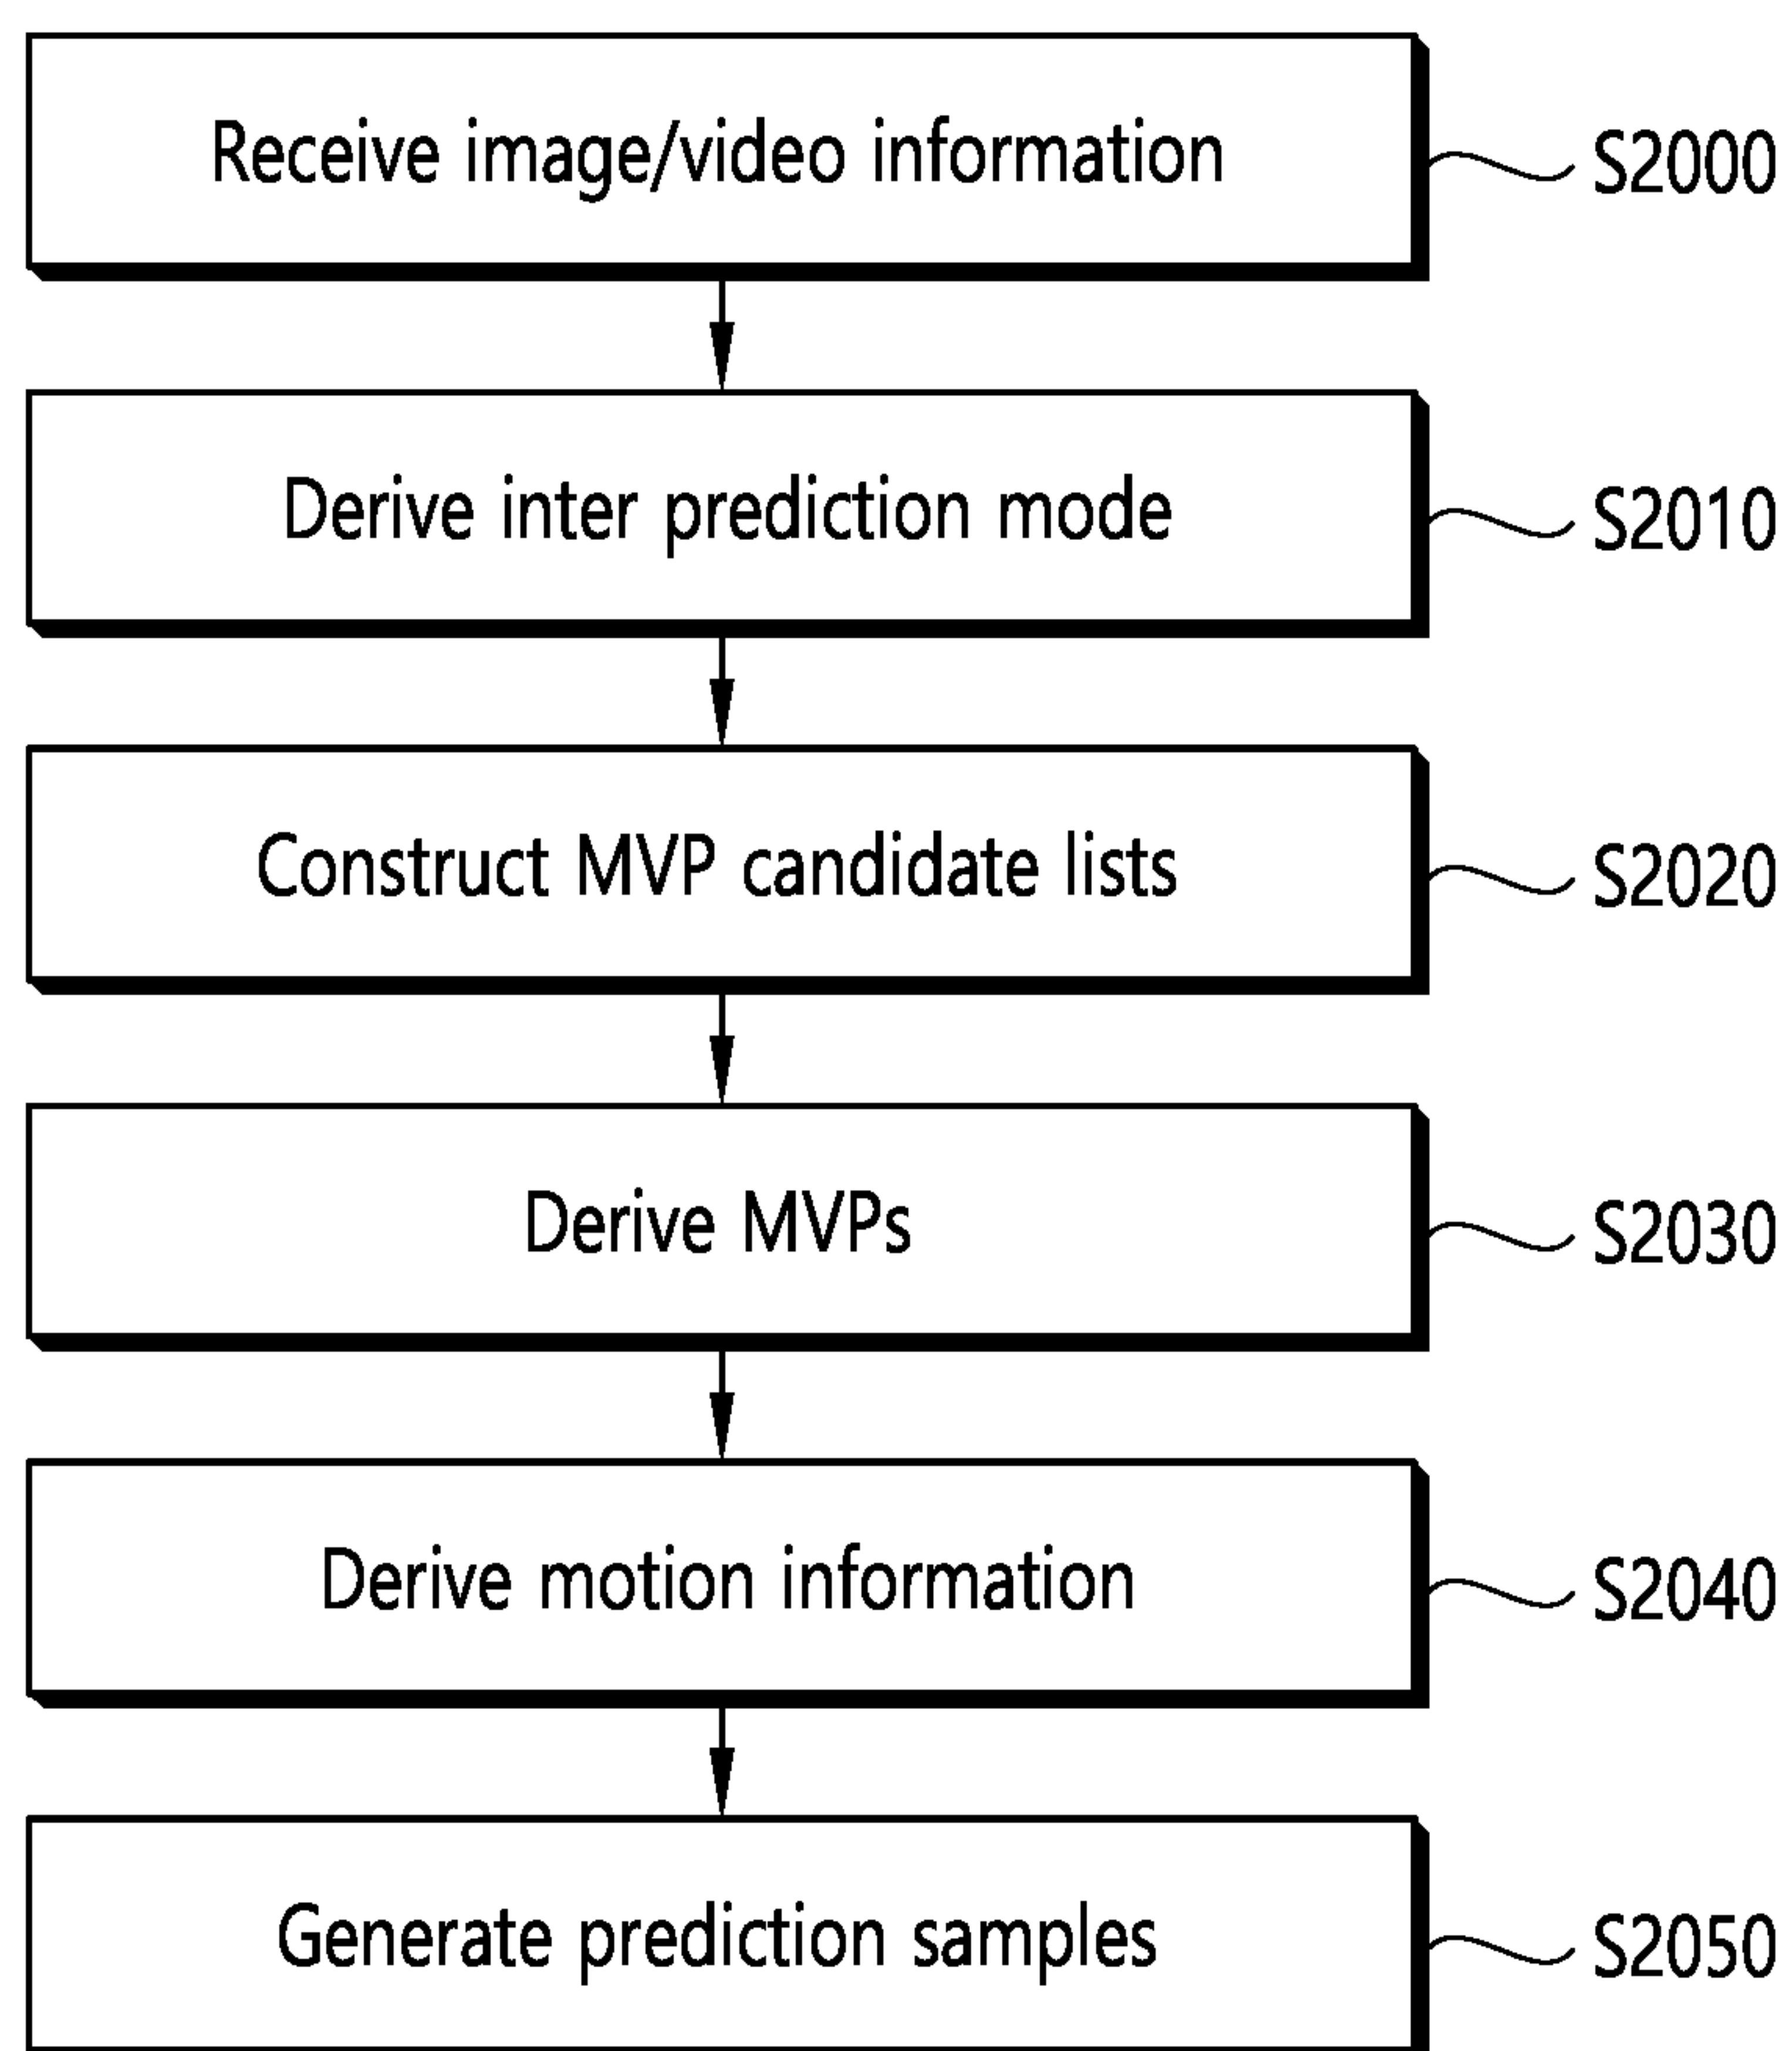 Receive image/video information
S2000
Derive inter prediction mode
S2010
Construct MVP candidate lists
S2020
Derive MVPs
S2030
Derive motion information
S2040
Generate prediction samples
S2050